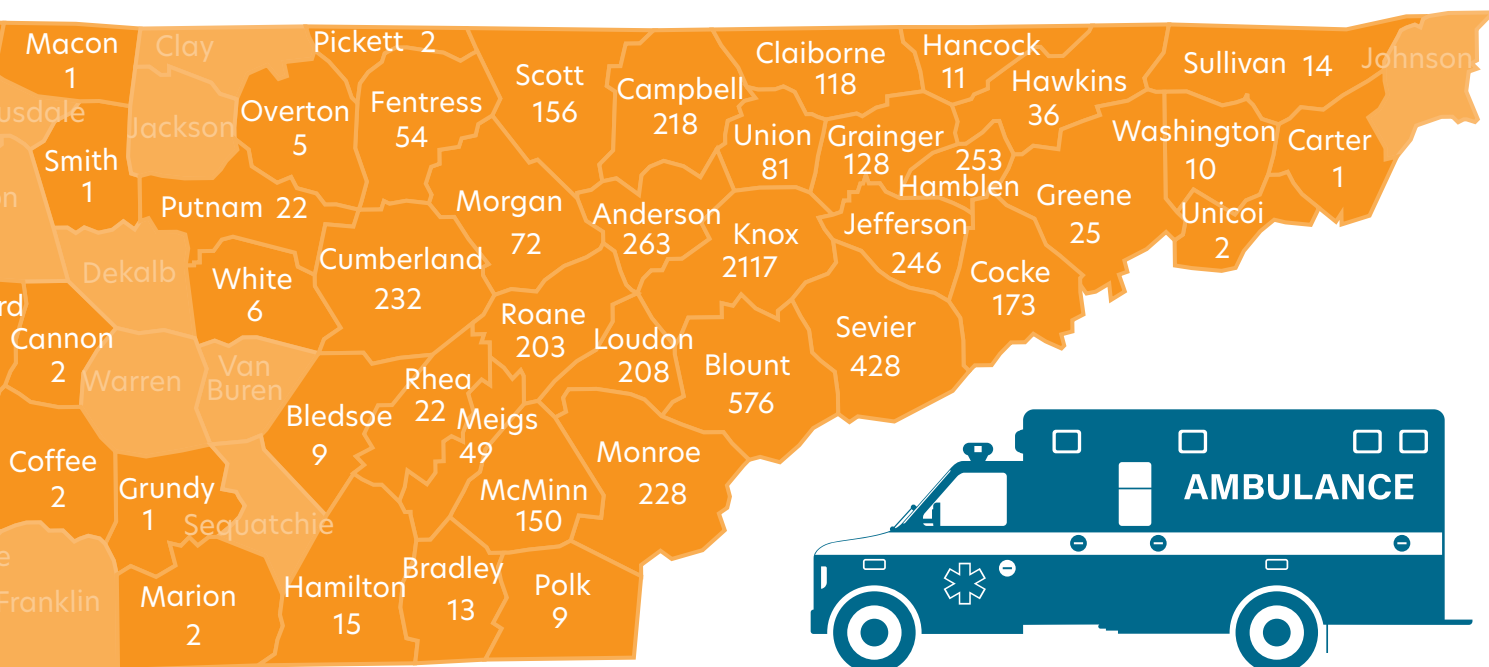 Macon
1
Clay
Pickett 2
Jackson
Overton
5
Fentress
54
Scott
156
Campbell
218
Claiborne
118
Hancock
11
Hawkins
36
Sullivan 14
Johnson
usdale
Smith
1
Putnam 22
Morgan
72
Anderson
263
Union
81
Grainger
128
253
Hamblen
Washington
10
Carter
1
Greene
25
Unicoi
2
n
Dekalb
White
6
Cumberland
232
Knox
2117
Jefferson
246
Cocke
173
rd
Cannon
2
Warren
Van
Buren
Roane
203
Loudon
208
Blount
576
Sevier
428
Bledsoe
9
Rhea
22
Meigs
49
Monroe
228
Coffee
2
Grundy
1
Sequatchie
McMinn
150
AMBULANCE
e
Franklin
Marion
2
Hamilton
15
Bradley
13
Polk
9